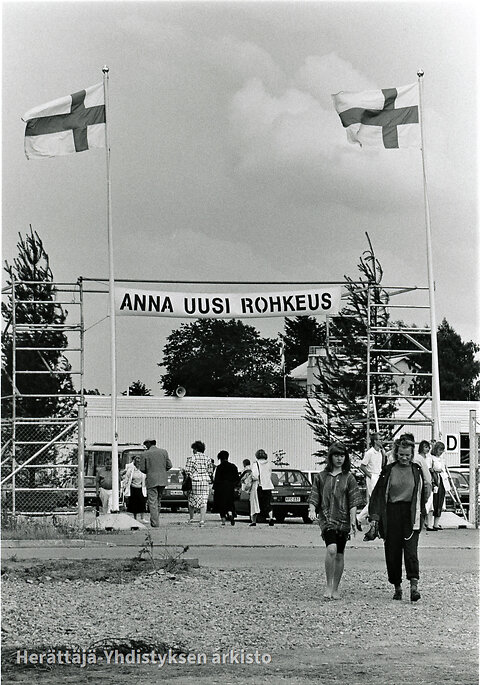 ANNA UUSI ROHKEUS
D
Herättäjä-Yhdistyksen arkisto